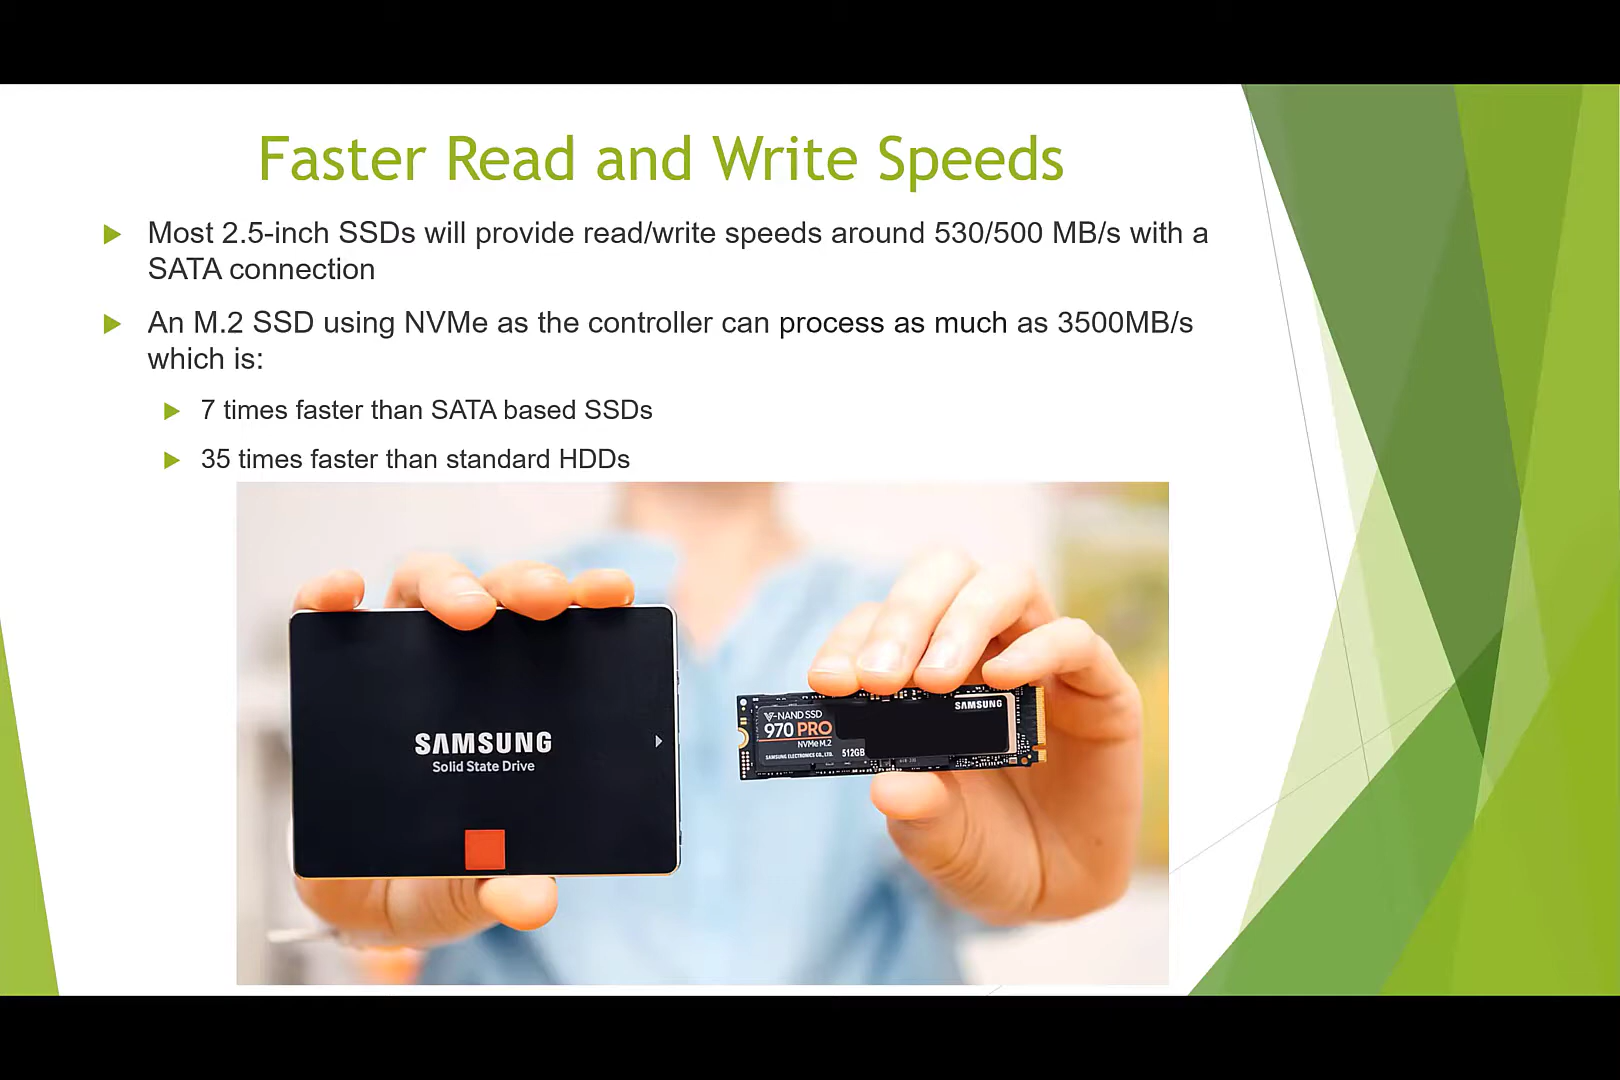 Faster Read and Write Speeds
Most 2.5-inch SSDs will provide read/write speeds around 530/500 MB/s with a
SATA connection
An M.2 SSD using NVMe as the controller can process as much as 3500MB/s
which is:
7 times faster than SATA based SSDs
35 times faster than standard HDDs
SAMSUNG
Solid State Drive
V-NAND SSD
970 PRO
NVMe M.2
SAMSUNG ELECTRONICS CO., LTD.
512GB
SAMSUNG